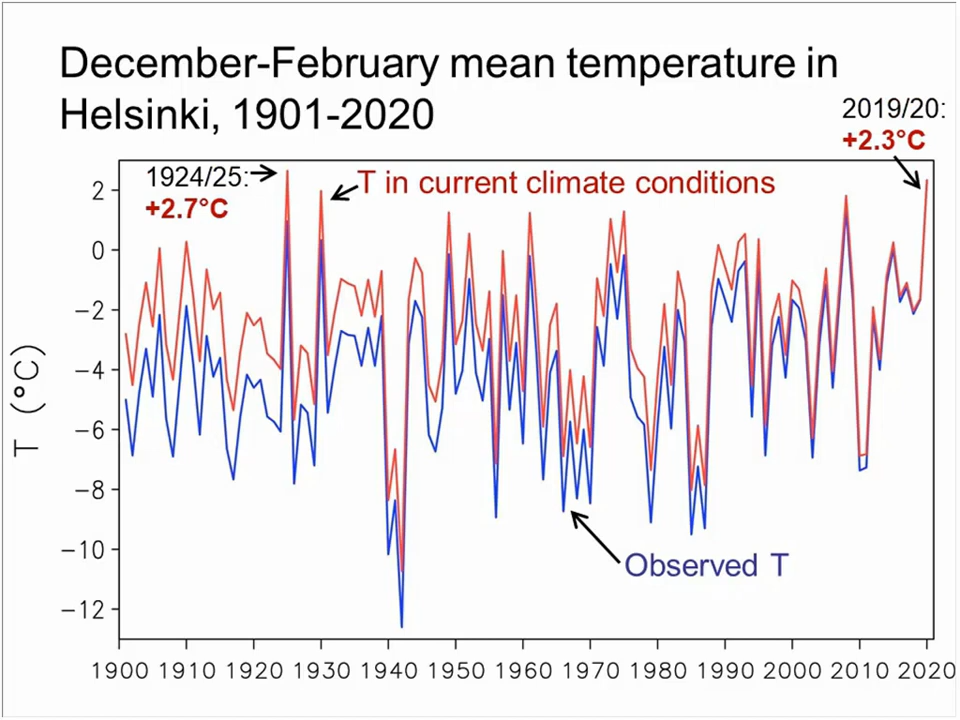 December-February mean temperature in
Helsinki, 1901-2020
2019/20:
+2.3°C
1924/25:
+2.7°C
T in current climate conditions
Observed T
T (°C)
2
0
−2
−4
−6
−8
−10
−12
1900 1910 1920 1930 1940 1950 1960 1970 1980 1990 2000 2010 2020